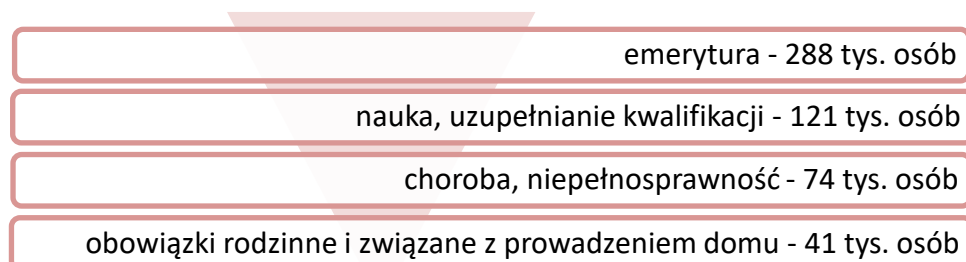 emerytura - 288 tys. osób
nauka, uzupełnianie kwalifikacji - 121 tys. osób
choroba, niepełnosprawność - 74 tys. osób
obowiązki rodzinne i związane z prowadzeniem domu - 41 tys. osób